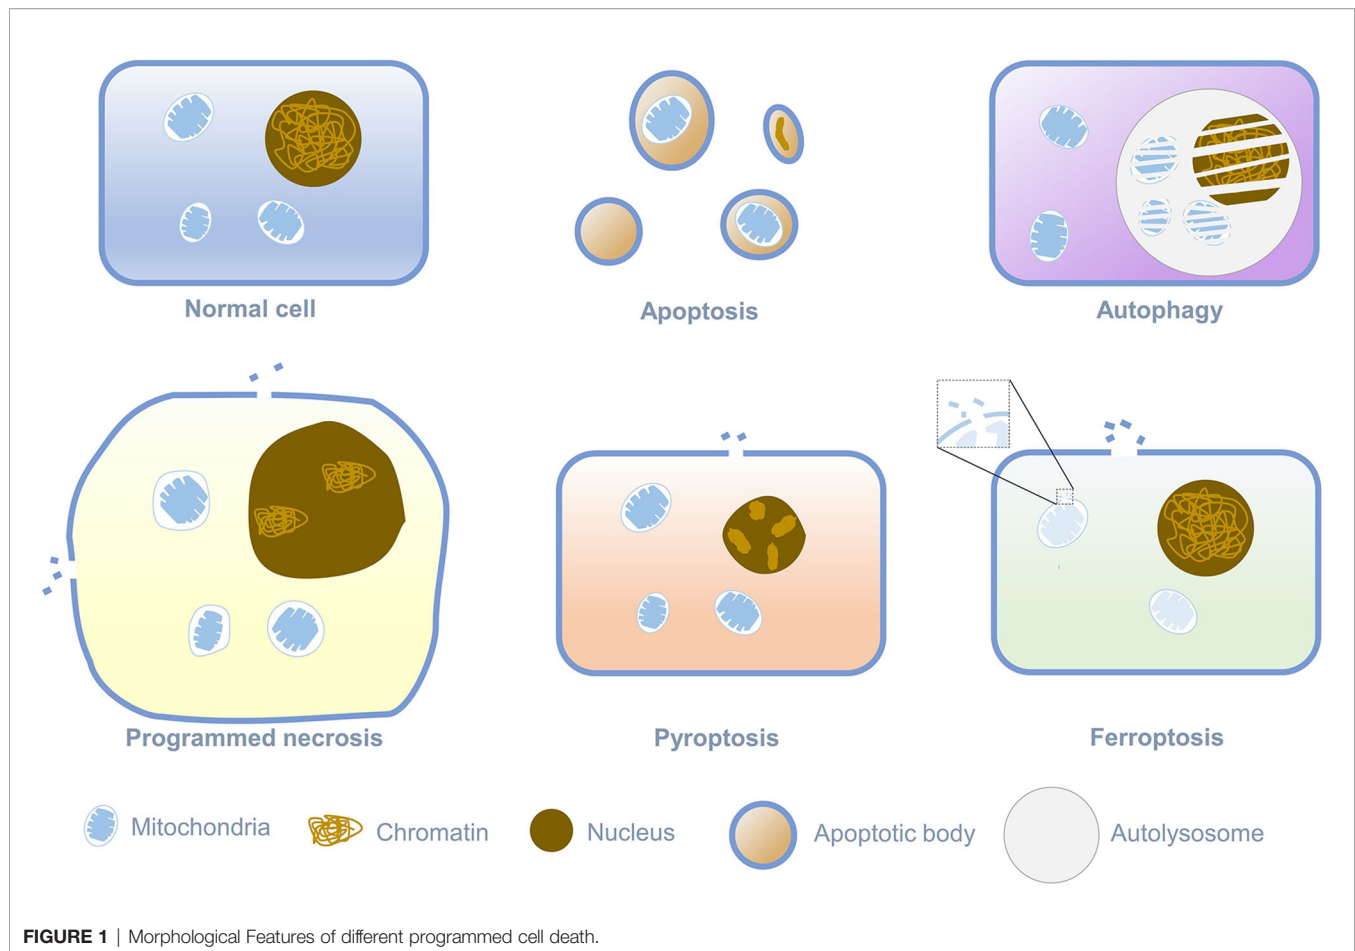 Normal cell
Apoptosis
Autophagy
Programmed necrosis
Pyroptosis
Ferroptosis
Mitochondria
Chromatin
Nucleus
Apoptotic body
Autolysosome
FIGURE 1 | Morphological Features of different programmed cell death.